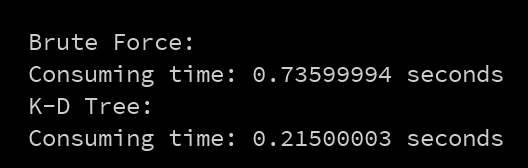 Brute Force:
Consuming time: 0.73599994 seconds
K-D Tree:
Consuming time: 0.21500003 seconds